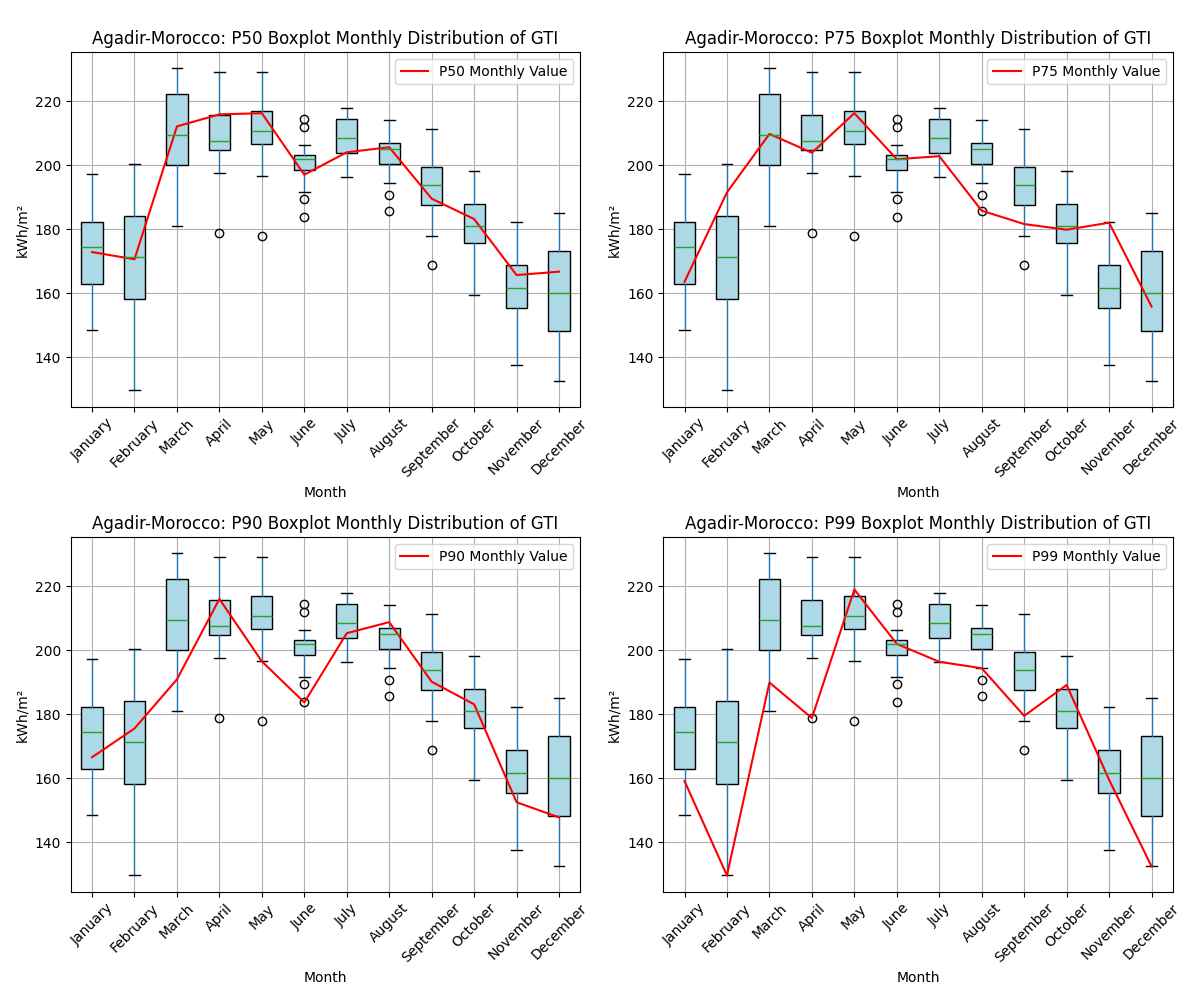 Agadir-Morocco: P50 Boxplot Monthly Distribution of GTI
P50 Monthly Value
kWh/m²
220
200
180
160
140
January
February
March
April
May
June
July
August
September
October
November
December
Month
Agadir-Morocco: P75 Boxplot Monthly Distribution of GTI
P75 Monthly Value
kWh/m²
220
200
180
160
140
January
February
March
April
May
June
July
August
September
October
November
December
Month
Agadir-Morocco: P90 Boxplot Monthly Distribution of GTI
P90 Monthly Value
kWh/m²
220
200
180
160
140
January
February
March
April
May
June
July
August
September
October
November
December
Month
Agadir-Morocco: P99 Boxplot Monthly Distribution of GTI
P99 Monthly Value
kWh/m²
220
200
180
160
140
January
February
March
April
May
June
July
August
September
October
November
December
Month